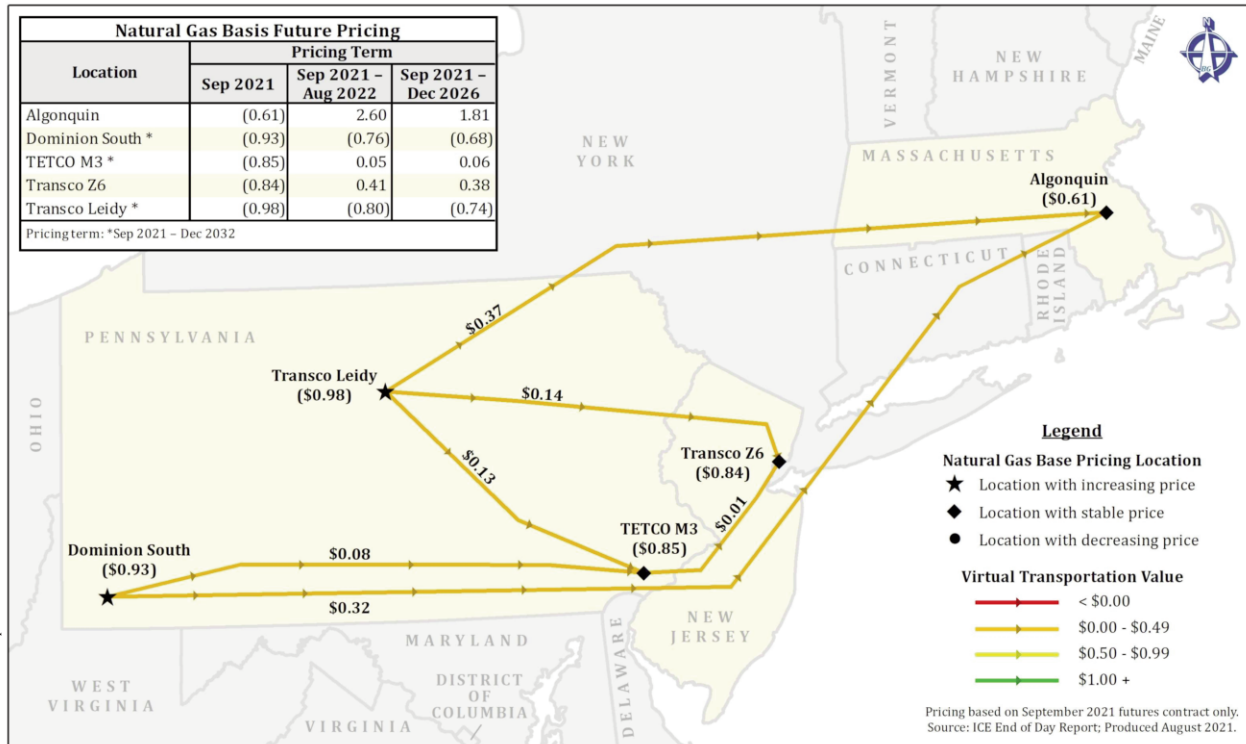 Natural Gas Basis Future Pricing
Location
Pricing Term
Sep 2021
Sep 2021 –
Aug 2022
Sep 2021 –
Dec 2026
Algonquin (0.61) 2.60 1.81
Dominion South * (0.93) (0.76) (0.68)
TETCO M3 * (0.85) 0.05 0.06
Transco Z6 (0.84) 0.41 0.38
Transco Leidy * (0.98) (0.80) (0.74)
Pricing term: *Sep 2021 – Dec 2032
VERMONT
NEW
HAMPSHIRE
MAINE
NEW
YORK
MASSACHUSETTS
Algonquin
($0.61)
CONNECTICUT
RHODE
ISLAND
PENNSYLVANIA
OHIO
$0.37
Transco Leidy
($0.98)
$0.14
$0.13
Transco Z6
($0.84)
$0.01
TETCO M3
($0.85)
Dominion South
($0.93)
$0.08
$0.32
NEW
JERSEY
MARYLAND
DELAWARE
WEST
VIRGINIA
VIRGINIA
DISTRICT
OF
COLUMBIA
Legend
Natural Gas Base Pricing Location
Location with increasing price
Location with stable price
Location with decreasing price
Virtual Transportation Value
< $0.00
$0.00 - $0.49
$0.50 - $0.99
$1.00 +
Pricing based on September 2021 futures contract only.
Source: ICE End of Day Report; Produced August 2021.